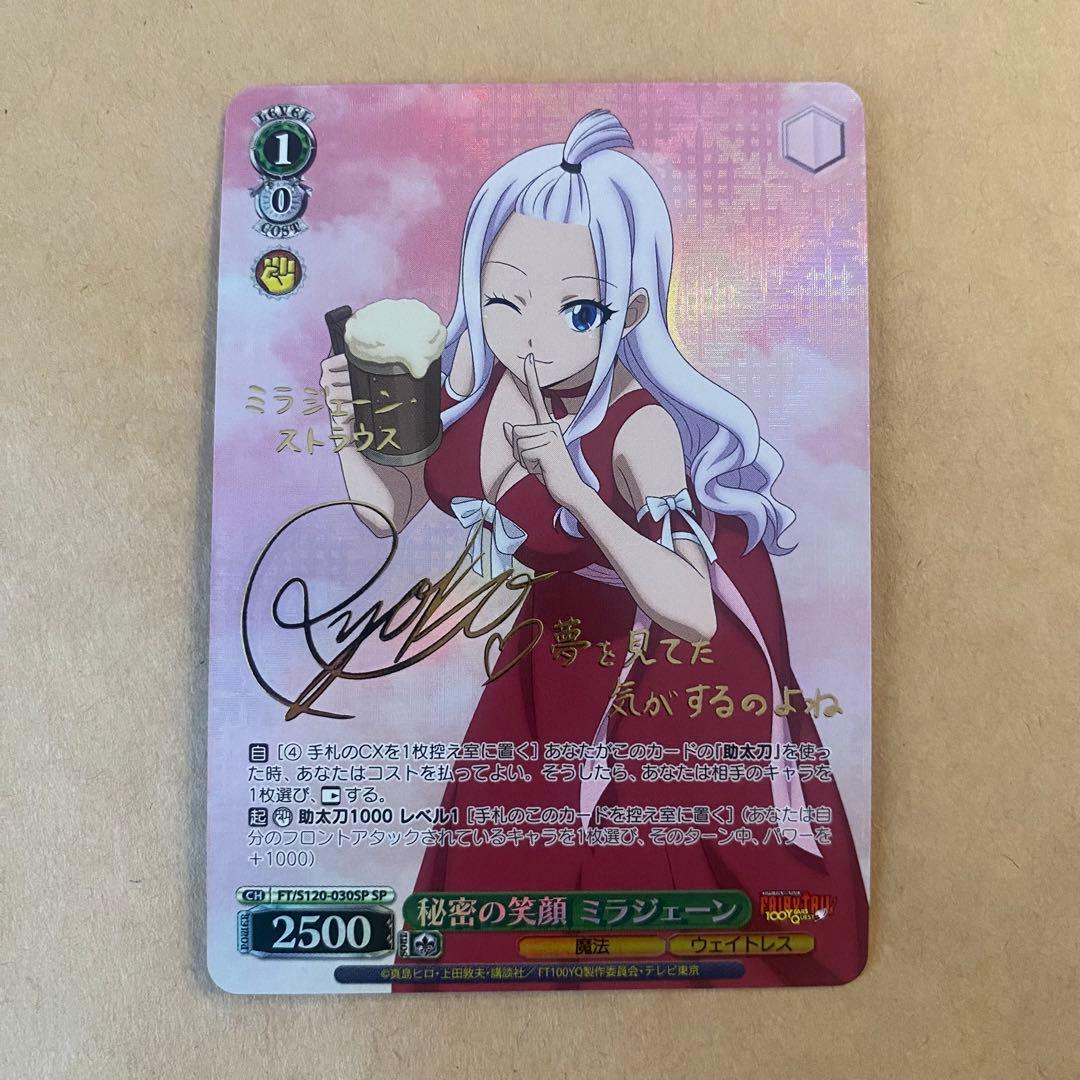 LEVEL
1
0
COST
ミラジェーン・
ストラウス
Ryoko
夢を見てた
気がするのよね
自 [④ 手札のCXを1枚控え室に置く] あなたがこのカードの「助太刀」を使っ
た時、あなたはコストを払ってよい。そうしたら、あなたは相手のキャラを
1枚選び、する。
起 助太刀1000 レベル1 [手札のこのカードを控え室に置く] (あなたは自
分のフロントアタックされているキャラを1枚選び、そのターン中、パワーを
+1000)
CH FT/S120-030SP SP
POWER 2500
秘密の笑顔 ミラジェーン
FAIRY TAIL
100 YEARS QUEST
SOUL
魔法 ウェイトレス
©真島ヒロ・上田敦夫・講談社／FT100YQ製作委員会・テレビ東京